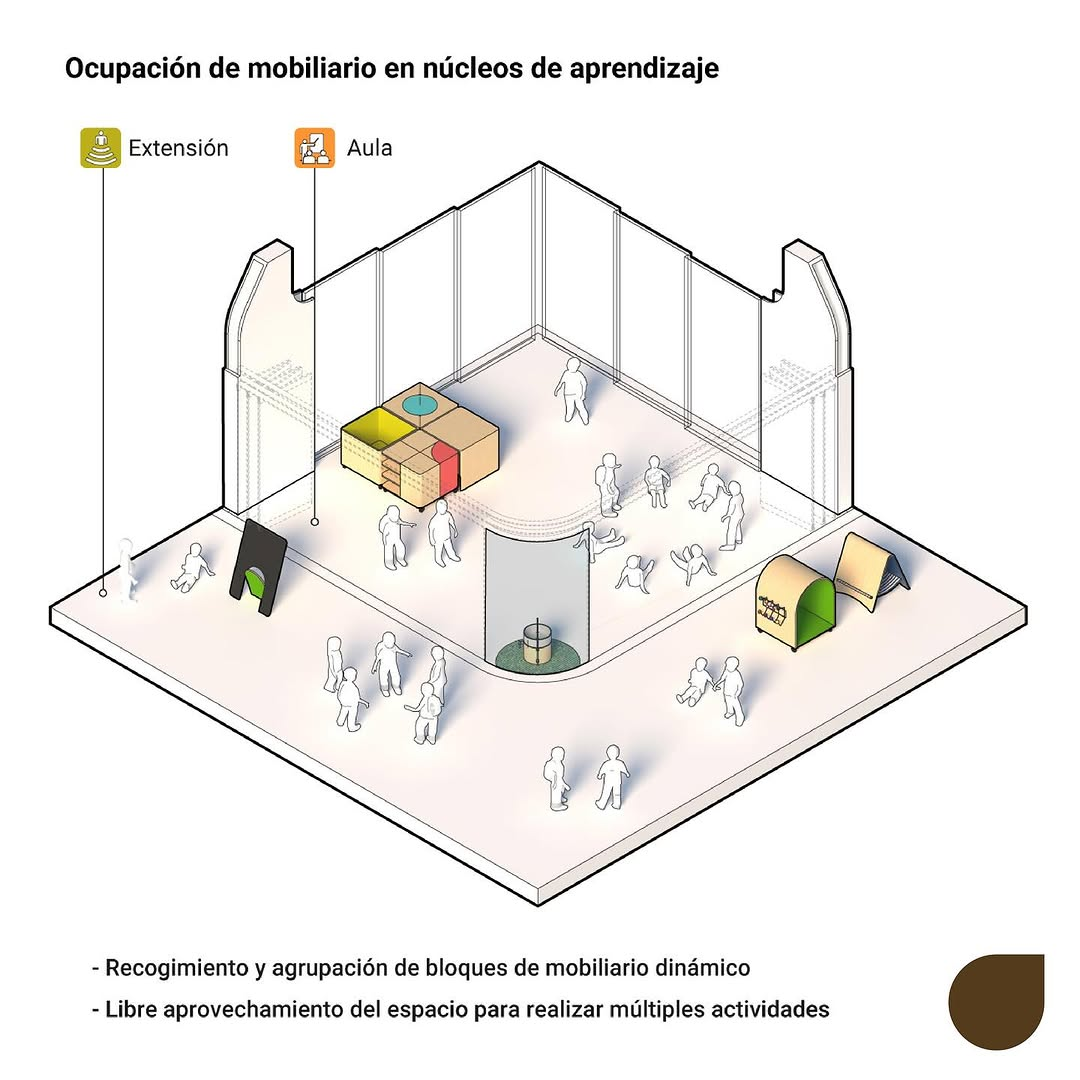 Ocupación de mobiliario en núcleos de aprendizaje
Extensión
Aula
- Recogimiento y agrupación de bloques de mobiliario dinámico
- Libre aprovechamiento del espacio para realizar múltiples actividades